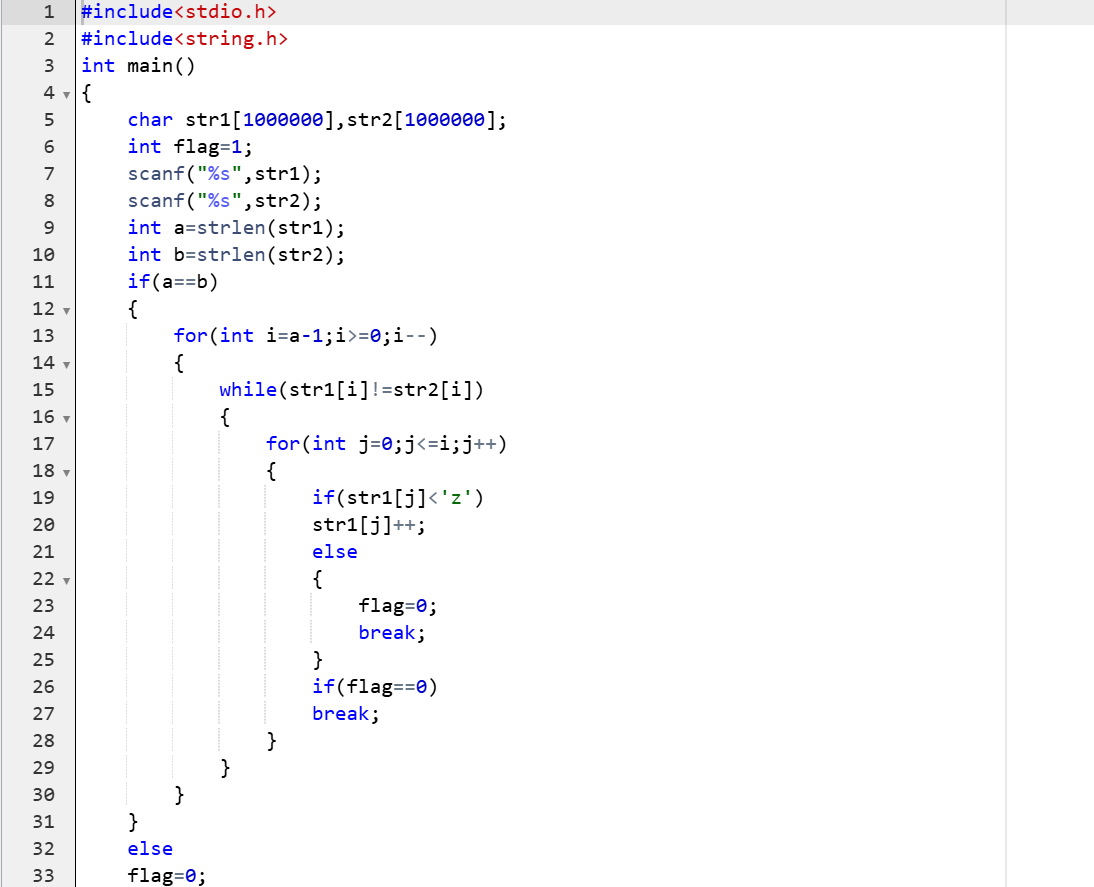 1 #include<stdio.h>
2 #include<string.h>
3 int main()
4 {
5     char str1[1000000],str2[1000000];
6     int flag=1;
7     scanf("%s",str1);
8     scanf("%s",str2);
9     int a=strlen(str1);
10     int b=strlen(str2);
11     if(a==b)
12     {
13         for(int i=a-1;i>=0;i--)
14         {
15             while(str1[i]!=str2[i])
16             {
17                 for(int j=0;j<=i;j++)
18                 {
19                     if(str1[j]<'z')
20                     str1[j]++;
21                     else
22                     {
23                         flag=0;
24                         break;
25                     }
26                     if(flag==0)
27                     break;
28                 }
29             }
30         }
31     }
32     else
33     flag=0;